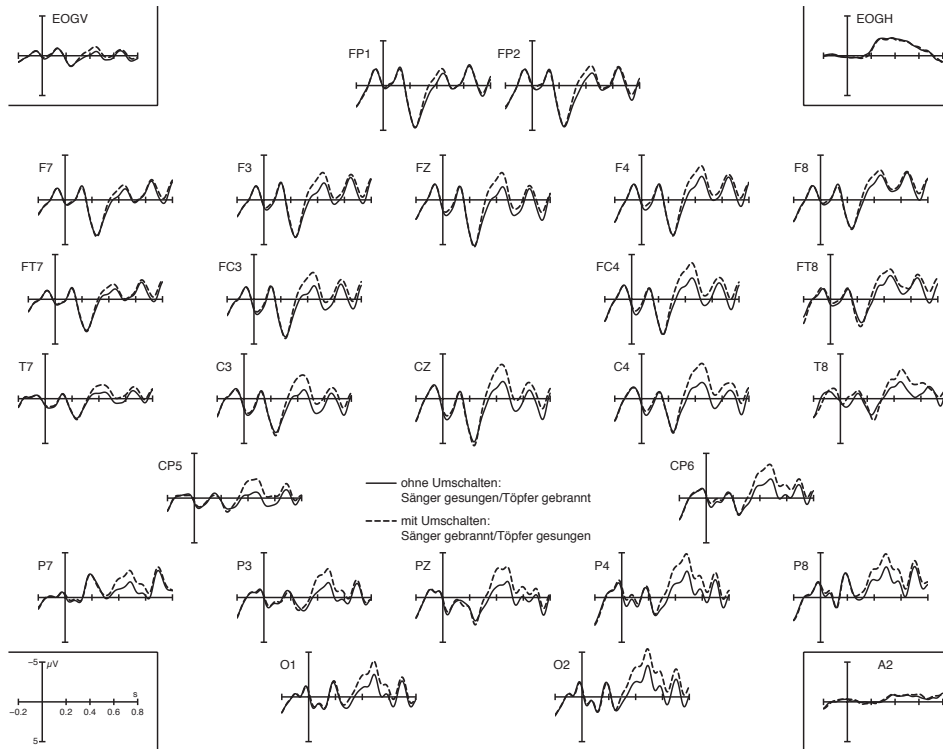 EOGV
EOGH
FP1
FP2
F7
F3
FZ
F4
F8
FT7
FC3
FC4
FT8
T7
C3
CZ
C4
T8
CP5
CP6
ohne Umschalten:
Sänger gesungen/Töpfer gebrannt
mit Umschalten:
Sänger gebrannt/Töpfer gesungen
P7
P3
PZ
P4
P8
O1
O2
A2
−5 µV
s
−0.2 0.2 0.4 0.6 0.8
5